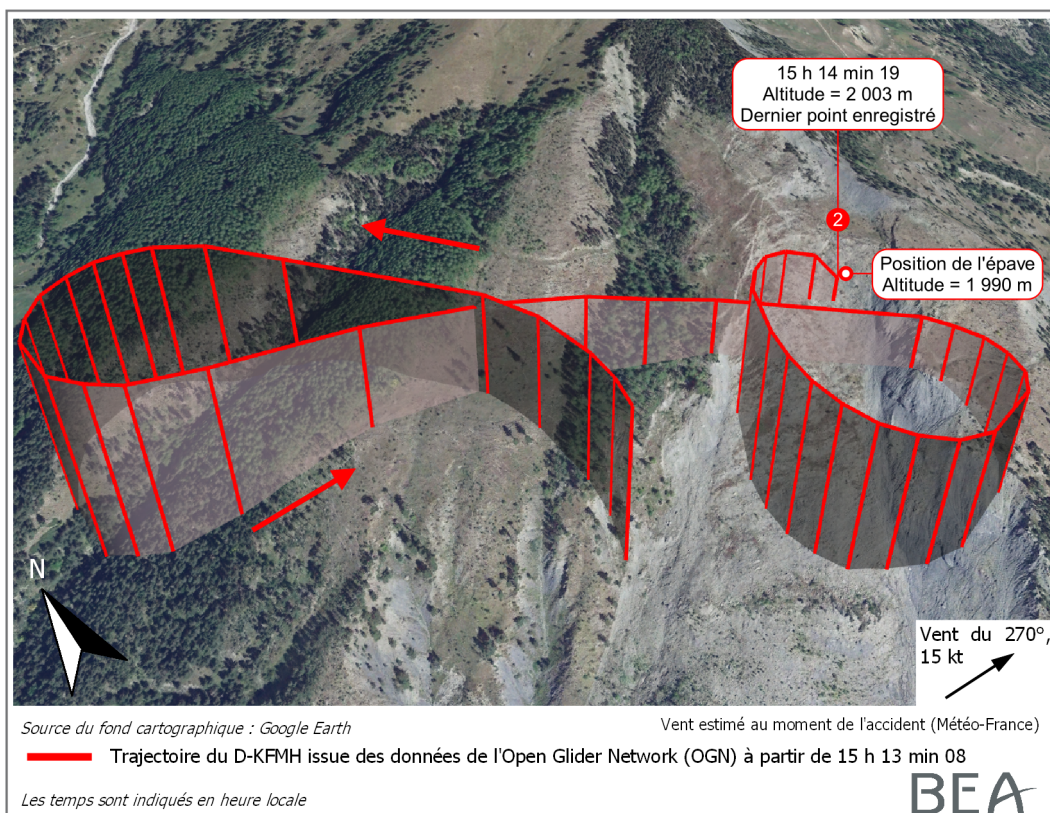 15 h 14 min 19
Altitude = 2 003 m
Dernier point enregistré
2
Position de l'épave
Altitude = 1 990 m
N
Vent du 270°,
15 kt
Source du fond cartographique : Google Earth
Vent estimé au moment de l'accident (Météo-France)
Trajectoire du D-KFMH issue des données de l'Open Glider Network (OGN) à partir de 15 h 13 min 08
Les temps sont indiqués en heure locale
BEA